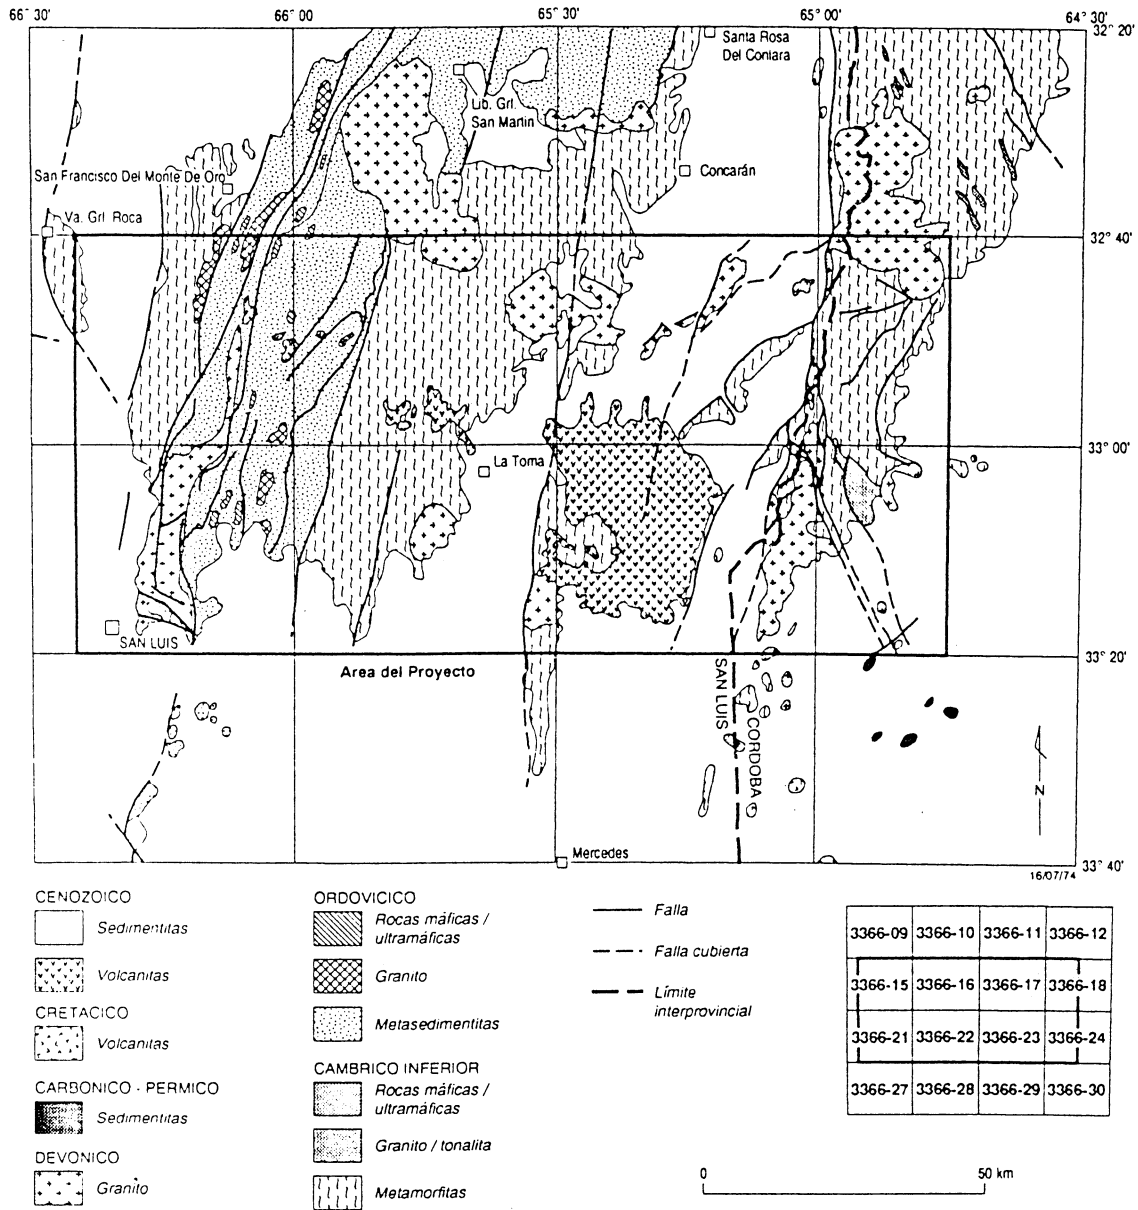 66° 30'
66° 00'
65° 30'
65° 00'
64° 30'
32° 20'
Santa Rosa
Del Conlara
Lib. Grl.
San Martin
San Francisco Del Monte De Oro
Concarán
Va. Grl. Roca
32° 40'
33° 00'
La Toma
SAN LUIS
33° 20'
Area del Proyecto
SAN LUIS
CORDOBA
N
Mercedes
33° 40'
16/07/74
CENOZOICO
Sedimentitas
Volcanitas
CRETACICO
Volcanitas
CARBONICO - PERMICO
Sedimentitas
DEVONICO
Granito
ORDOVICICO
Rocas máficas /
ultramáficas
Granito
Metasedimentitas
CAMBRICO INFERIOR
Rocas máficas /
ultramáficas
Granito / tonalita
Metamorfitas
Falla
Falla cubierta
Límite
interprovincial
3366-09 3366-10 3366-11 3366-12
3366-15 3366-16 3366-17 3366-18
3366-21 3366-22 3366-23 3366-24
3366-27 3366-28 3366-29 3366-30
0 50 km